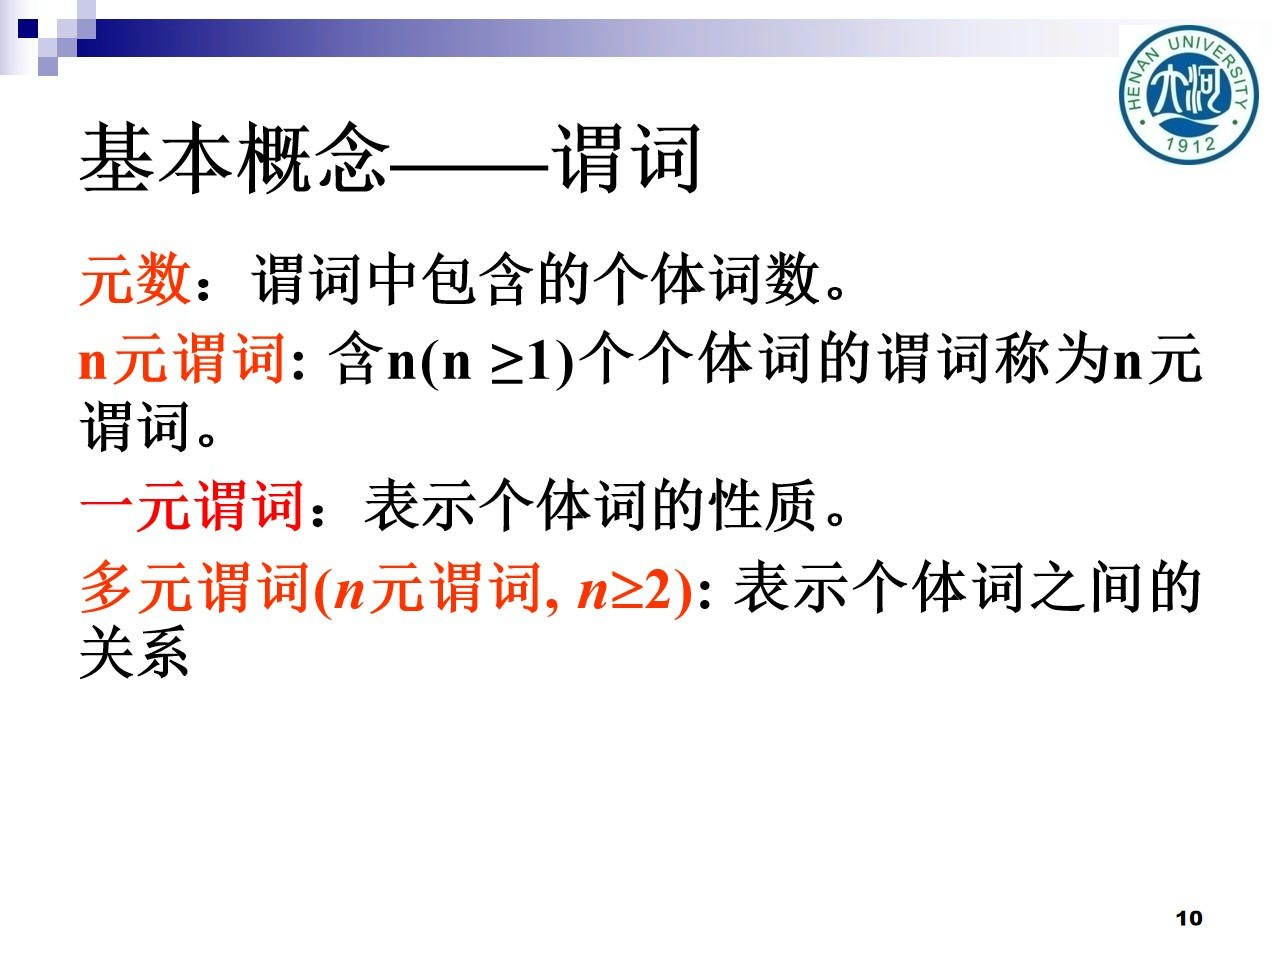 HENAN UNIVERSITY
1912
基本概念——谓词
元数：谓词中包含的个体词数。
n元谓词: 含n(n ≥1)个个体词的谓词称为n元
谓词。
一元谓词：表示个体词的性质。
多元谓词(n元谓词, n≥2): 表示个体词之间的
关系
10